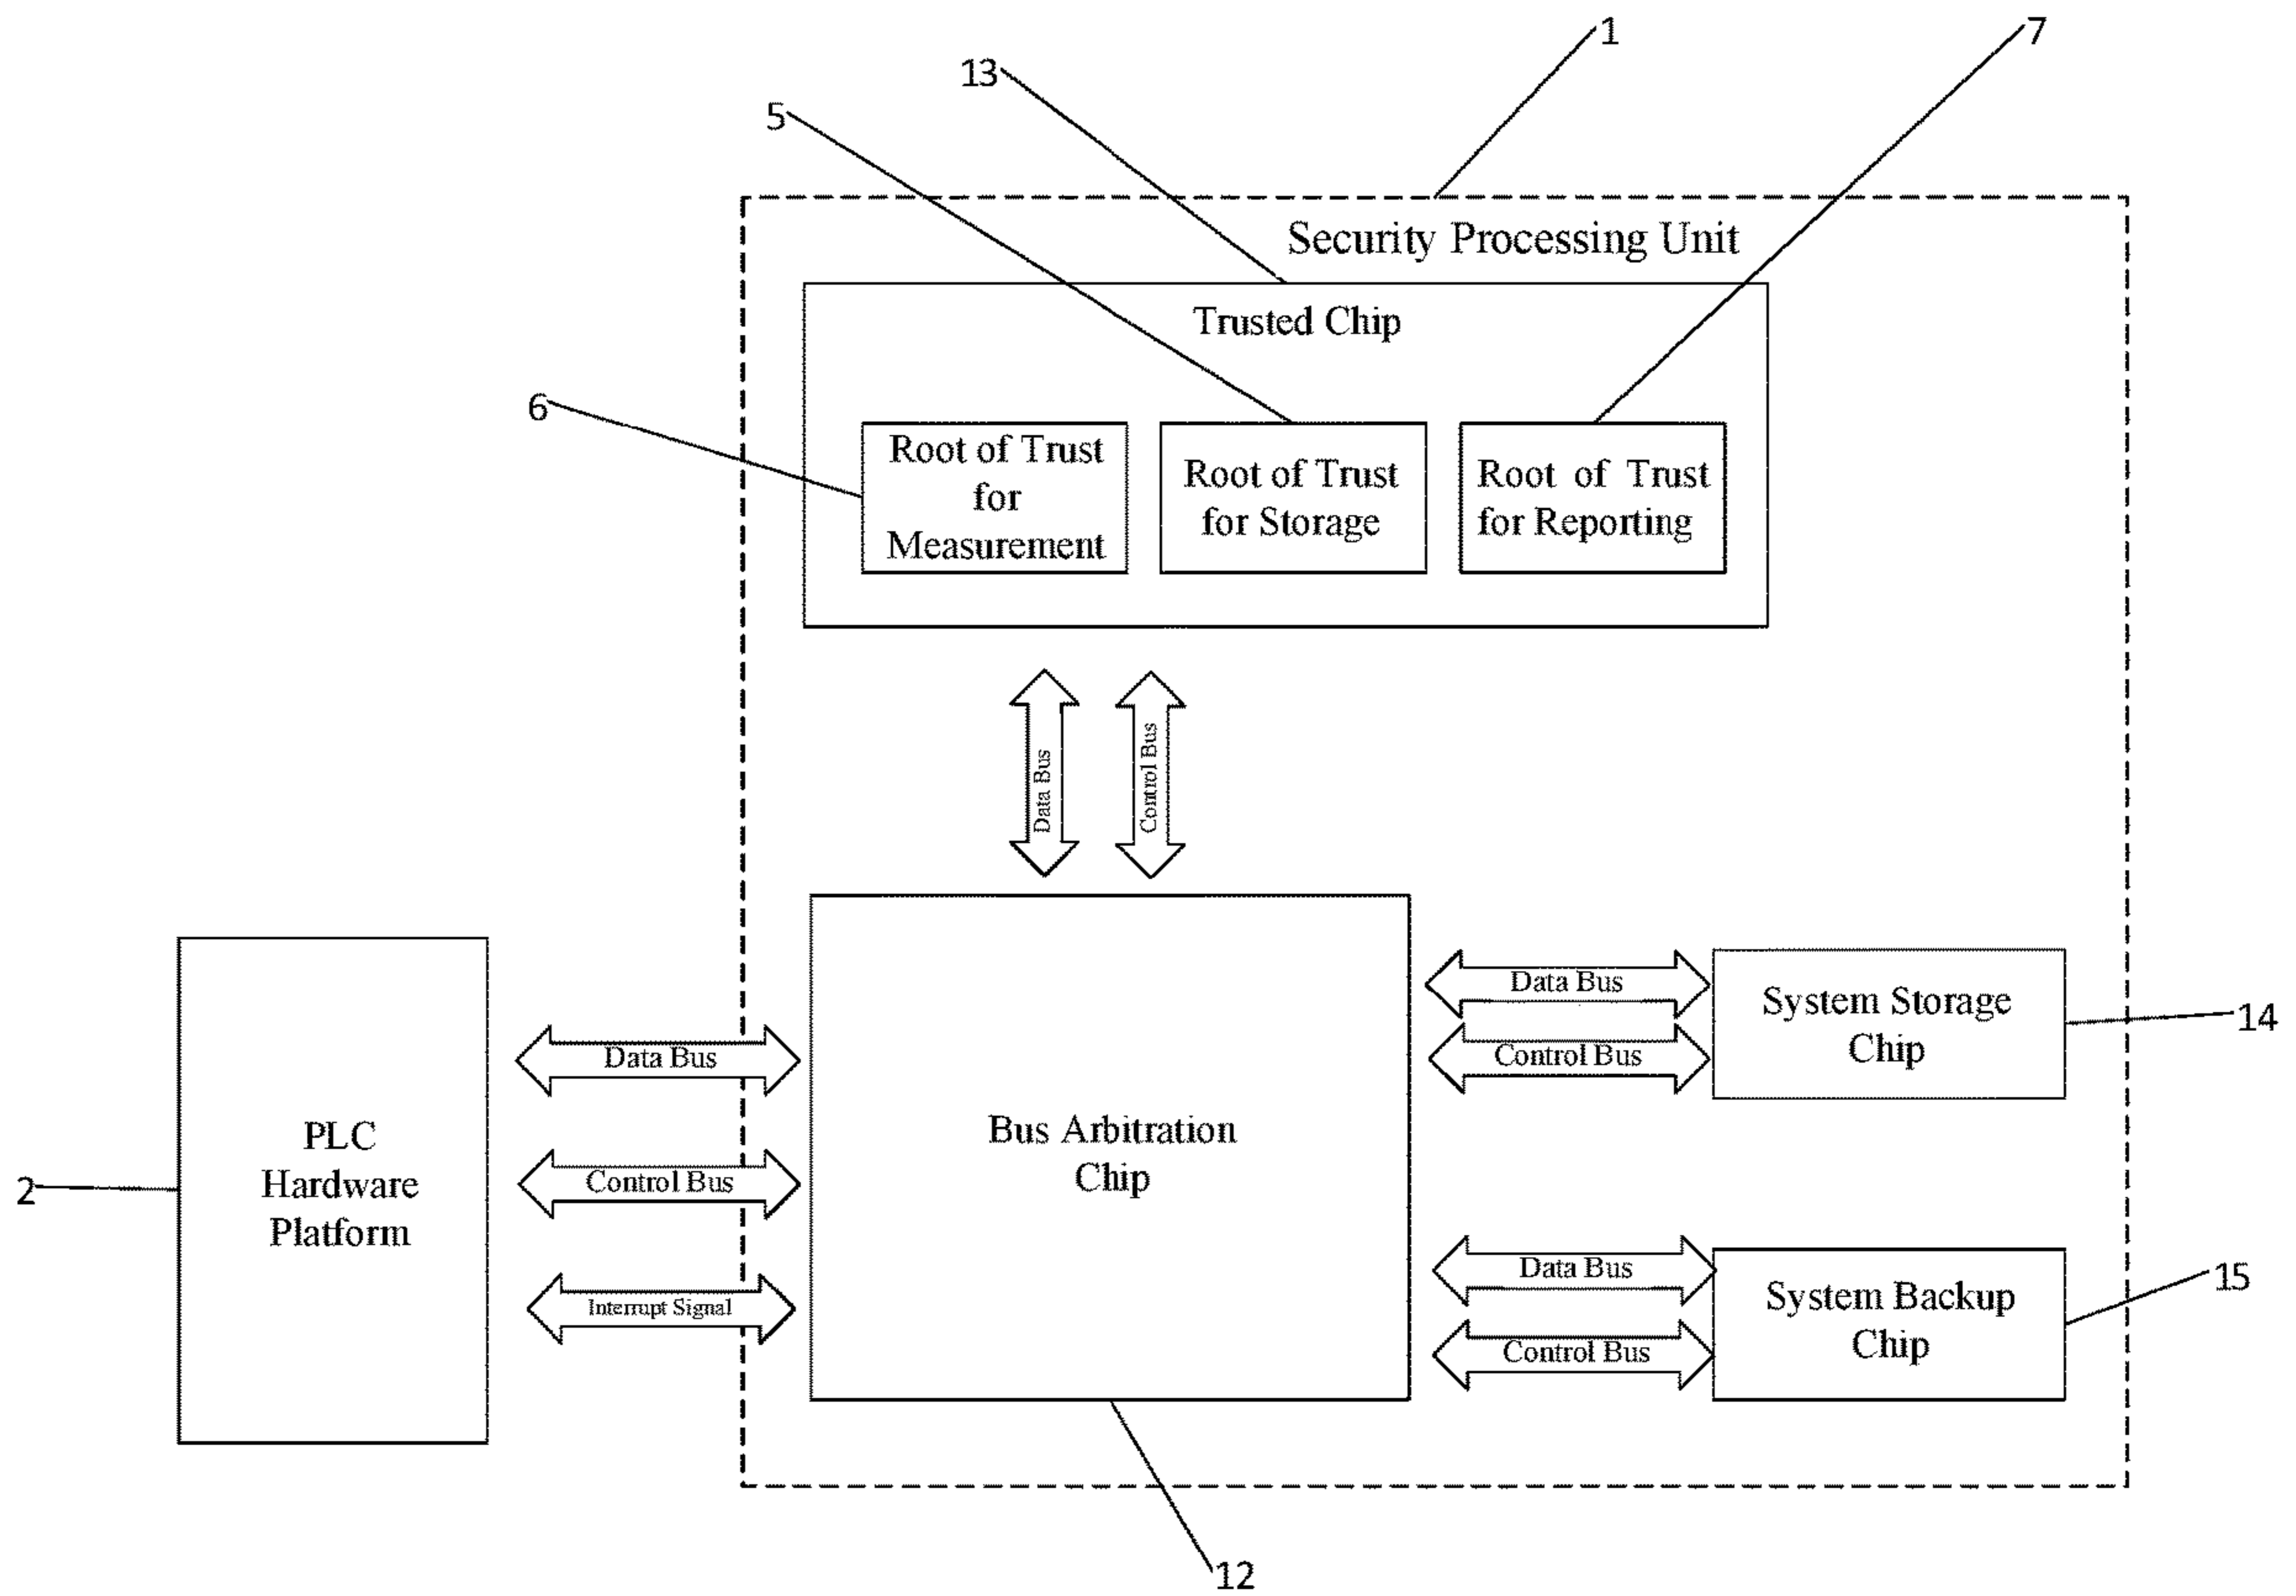 1
7
13
5
Security Processing Unit
Trusted Chip
6
Root of Trust
for
Measurement
Root of Trust
for Storage
Root of Trust
for Reporting
Data Bus
Control Bus
PLC
Hardware
Platform
2
Data Bus
Control Bus
Interrupt Signal
Bus Arbitration
Chip
Data Bus
Control Bus
System Storage
Chip
14
Data Bus
Control Bus
System Backup
Chip
15
12